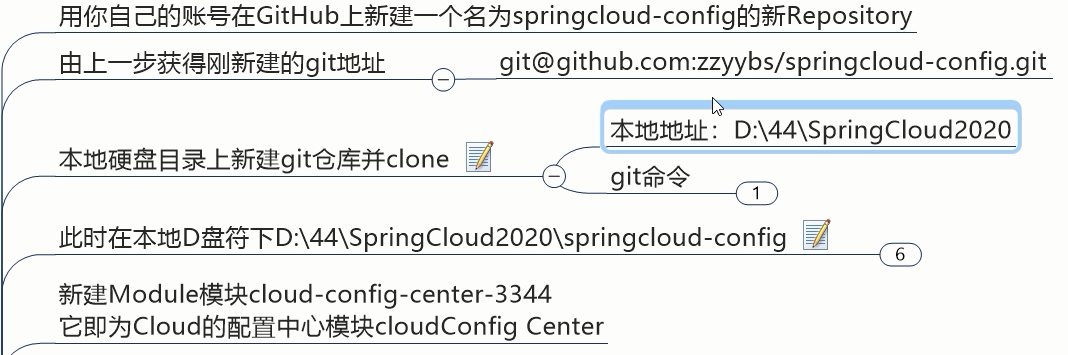 用你自己的账号在GitHub上新建一个名为springcloud-config的新Repository
由上一步获得刚新建的git地址
git@github.com:zzyybs/springcloud-config.git
本地硬盘目录上新建git仓库并clone
本地地址：D:\44\SpringCloud2020
git命令
1
此时在本地D盘符下D:\44\SpringCloud2020\springcloud-config
6
新建Module模块cloud-config-center-3344
它即为Cloud的配置中心模块cloudConfig Center